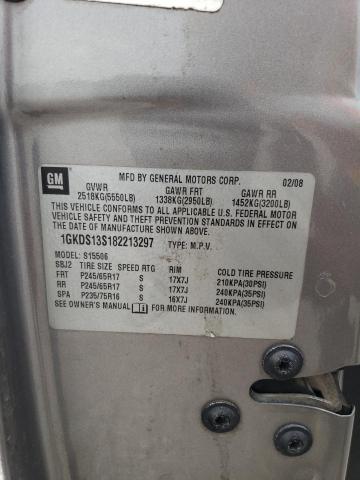 GM
MFD BY GENERAL MOTORS CORP. 02/08
GVWR GAWR FRT GAWR RR
2518KG(5550LB) 1338KG(2950LB) 1452KG(3200LB)
THIS VEHICLE CONFORMS TO ALL APPLICABLE U.S. FEDERAL MOTOR
VEHICLE SAFETY AND THEFT PREVENTION STANDARDS IN EFFECT ON
THE DATE OF MANUFACTURE SHOWN ABOVE.
1GKDS13S182213297 TYPE: M.P.V.
MODEL: S15506
SBJ2 TIRE SIZE SPEED RTG RIM COLD TIRE PRESSURE
FRT P245/65R17 S 17X7J 210KPA(30PSI)
RR P245/65R17 S 17X7J 240KPA(35PSI)
SPA P235/75R16 S 16X7J 240KPA(35PSI)
SEE OWNER'S MANUAL FOR MORE INFORMATION.